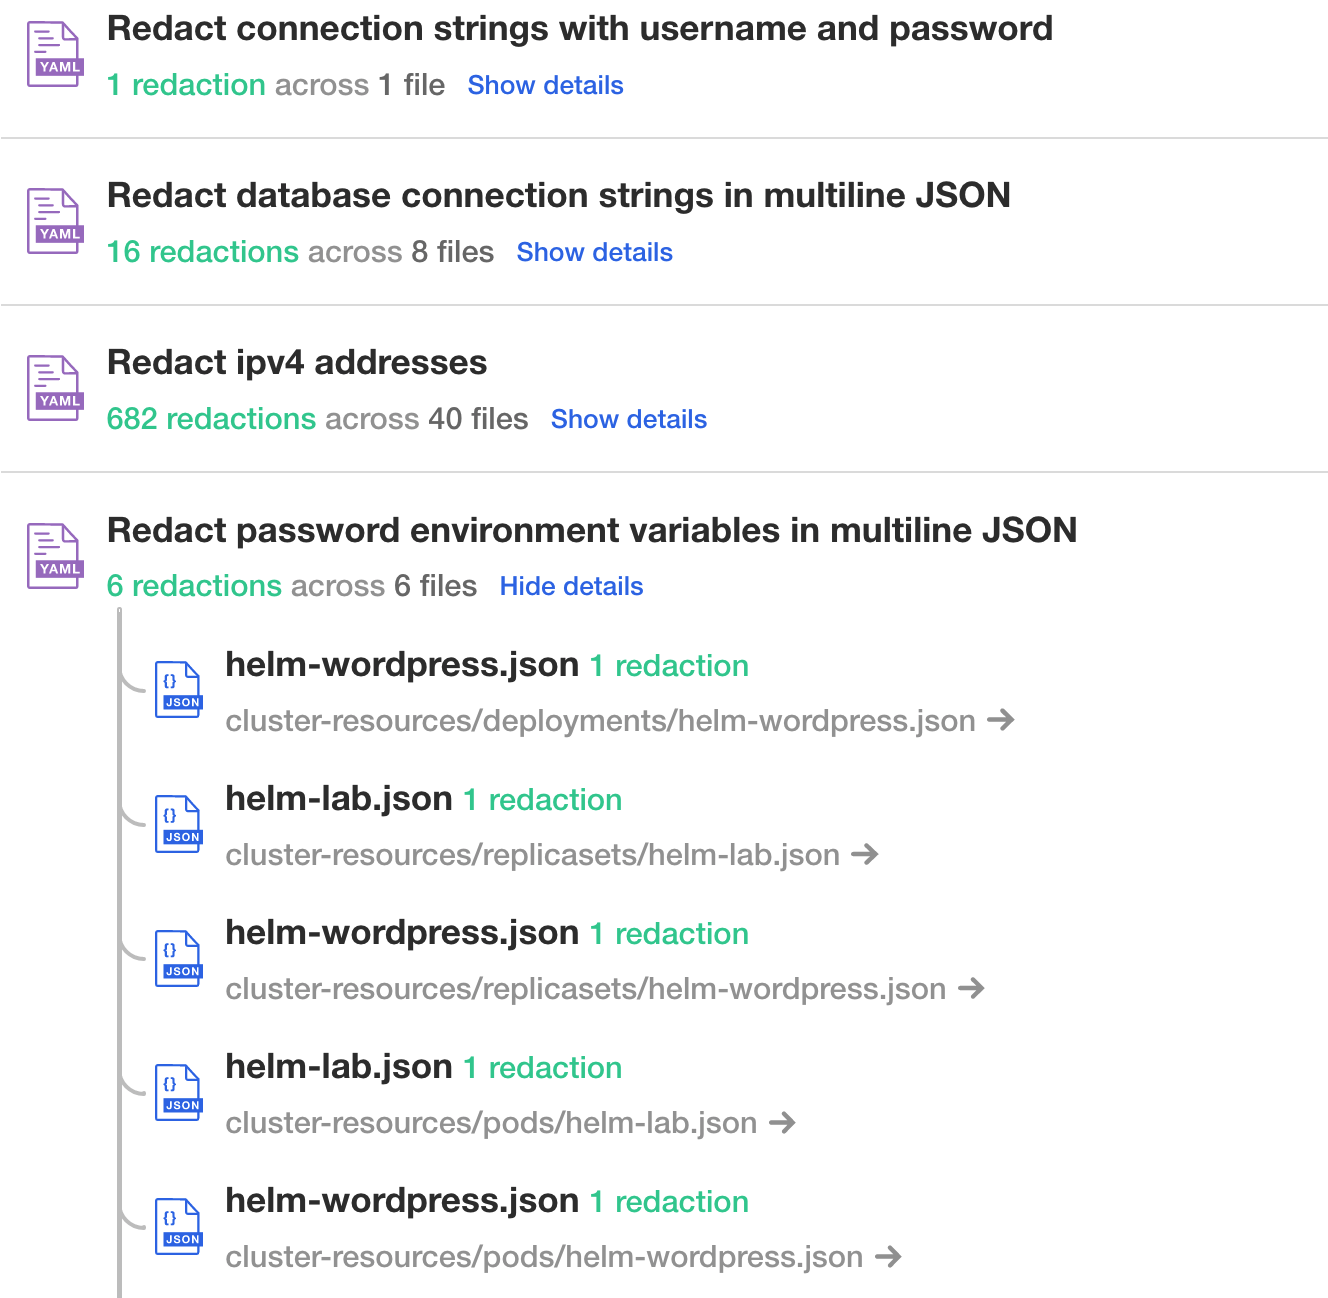 Redact connection strings with username and password
YAML
1 redaction across 1 file Show details
Redact database connection strings in multiline JSON
YAML
16 redactions across 8 files Show details
Redact ipv4 addresses
YAML
682 redactions across 40 files Show details
Redact password environment variables in multiline JSON
YAML
6 redactions across 6 files Hide details
helm-wordpress.json 1 redaction
{} JSON
cluster-resources/deployments/helm-wordpress.json →
helm-lab.json 1 redaction
{} JSON
cluster-resources/replicasets/helm-lab.json →
helm-wordpress.json 1 redaction
{} JSON
cluster-resources/replicasets/helm-wordpress.json →
helm-lab.json 1 redaction
{} JSON
cluster-resources/pods/helm-lab.json →
helm-wordpress.json 1 redaction
{} JSON
cluster-resources/pods/helm-wordpress.json →